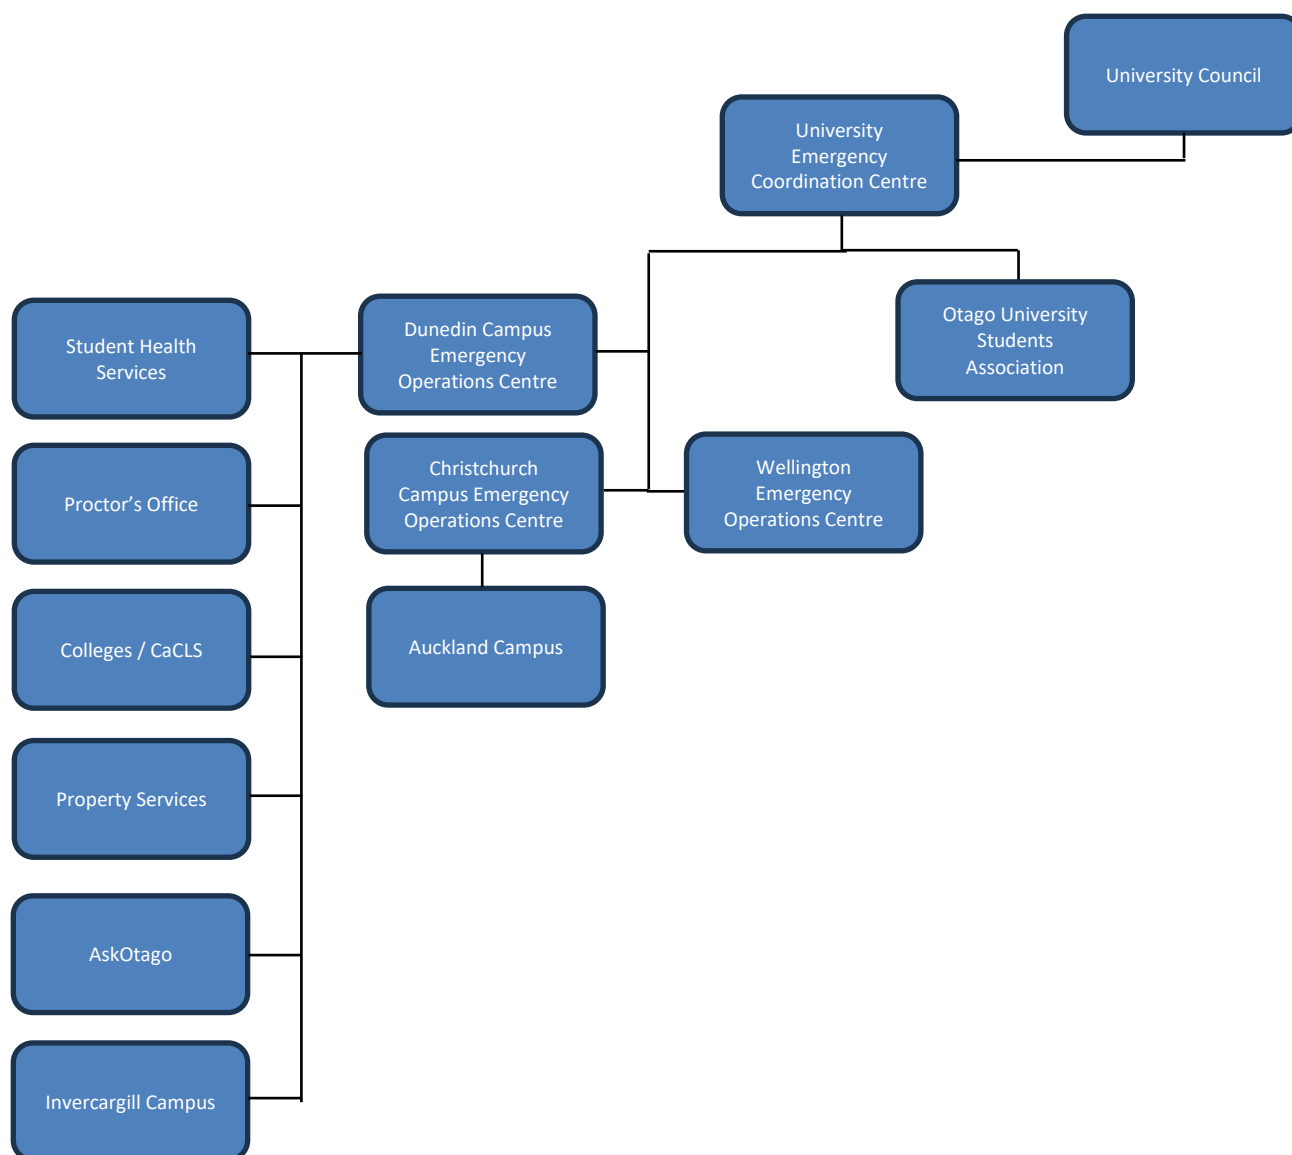 University Council
University
Emergency
Coordination Centre
Otago University
Students
Association
Dunedin Campus
Emergency
Operations Centre
Student Health
Services
Christchurch
Campus Emergency
Operations Centre
Wellington
Emergency
Operations Centre
Proctor’s Office
Auckland Campus
Colleges / CaCLS
Property Services
AskOtago
Invercargill Campus